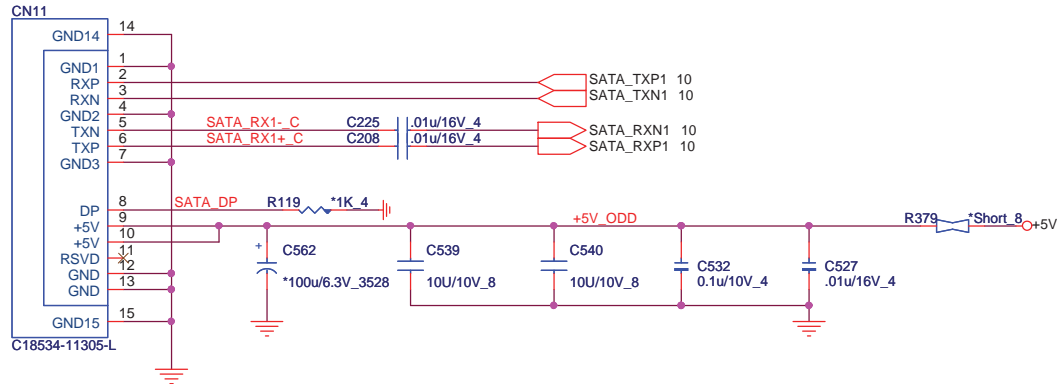 CN11
GND14 14
GND1 1
RXP 2 SATA_TXP1 10
RXN 3 SATA_TXN1 10
GND2 4
TXN 5 SATA_RX1-_C C225 .01u/16V_4 SATA_RXN1 10
TXP 6 SATA_RX1+_C C208 .01u/16V_4 SATA_RXP1 10
GND3 7
DP 8 SATA_DP R119 *1K_4
+5V 9 +5V_ODD R379 *Short_8 +5V
+5V 10
RSVD 11
GND 12
GND 13
+ C562 C539 C540 C532 C527
*100u/6.3V_3528 10U/10V_8 10U/10V_8 0.1u/10V_4 .01u/16V_4
GND15 15
C18534-11305-L